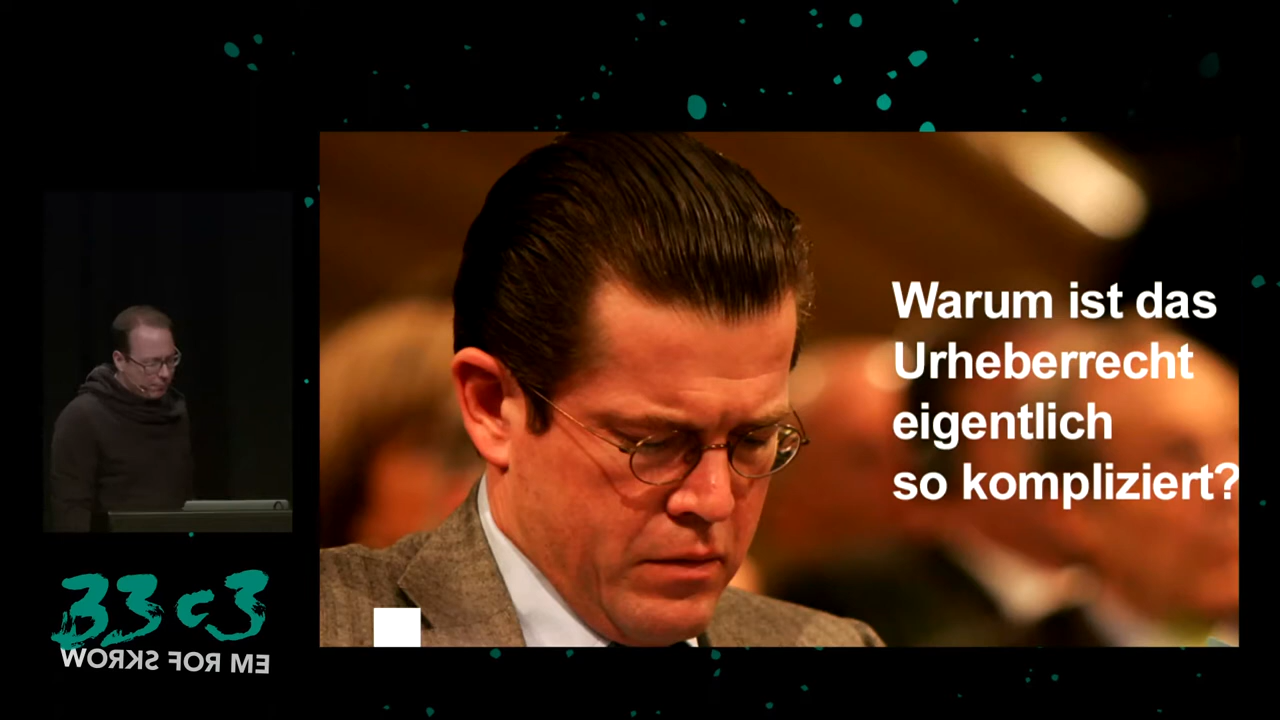 Warum ist das
Urheberrecht
eigentlich
so kompliziert?
33c3
WORKS FOR ME